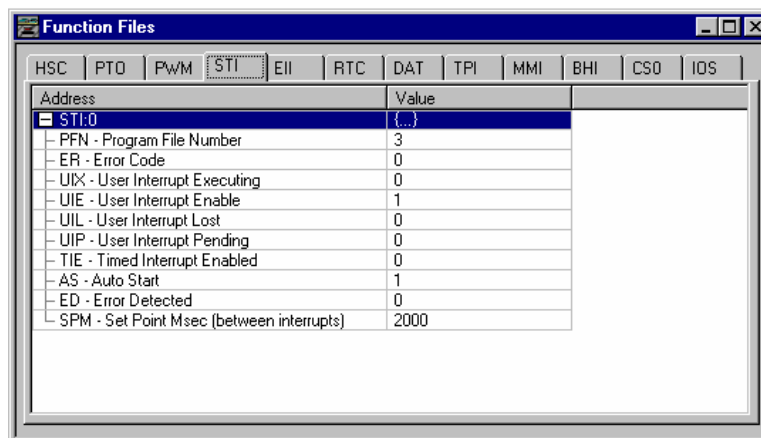 Function Files
HSC PTO PWM STI EII RTC DAT TPI MMI BHI CS0 IOS
Address Value
STI:0 {...}
PFN - Program File Number 3
ER - Error Code 0
UIX - User Interrupt Executing 0
UIE - User Interrupt Enable 1
UIL - User Interrupt Lost 0
UIP - User Interrupt Pending 0
TIE - Timed Interrupt Enabled 0
AS - Auto Start 1
ED - Error Detected 0
SPM - Set Point Msec (between interrupts) 2000